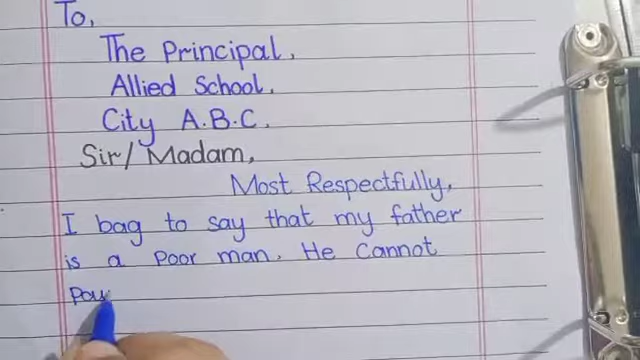 To,
The Principal,
Allied School.
City A.B.C.
Sir/Madam,
Most Respectfully,
I bag to say that my father
is a poor man. He Cannot
pay